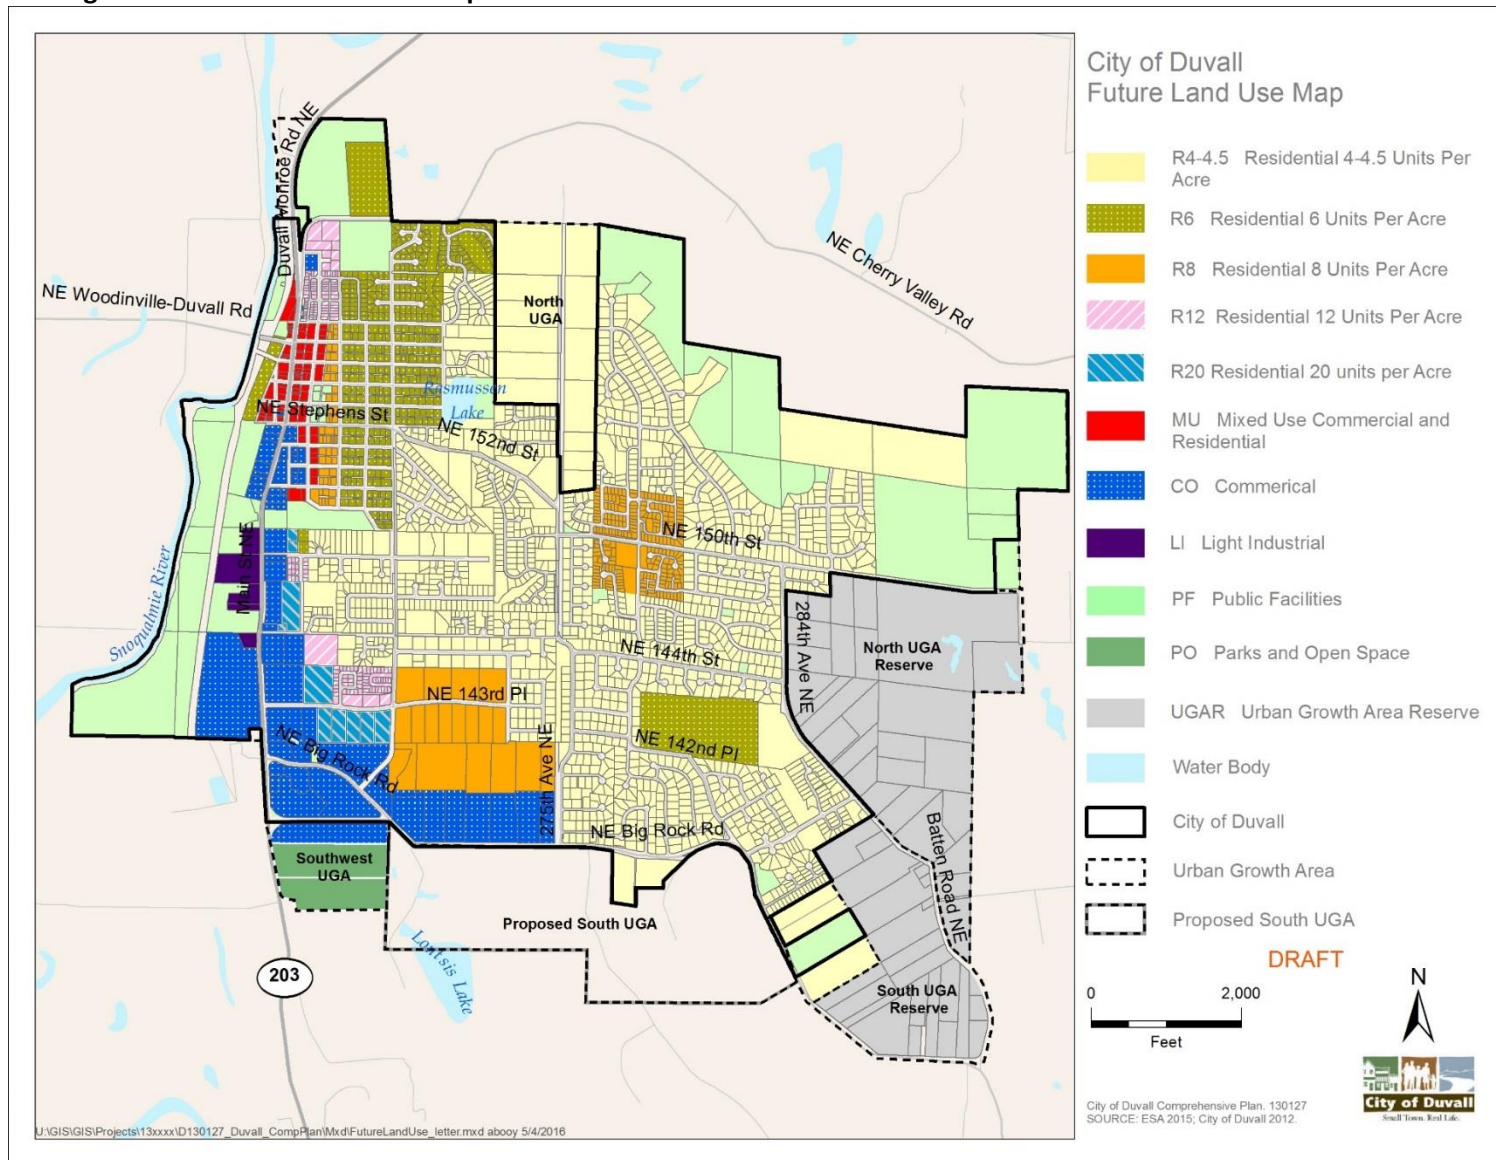 City of Duvall
Future Land Use Map
R4-4.5 Residential 4-4.5 Units Per
Acre
R6 Residential 6 Units Per Acre
R8 Residential 8 Units Per Acre
R12 Residential 12 Units Per Acre
R20 Residential 20 units per Acre
MU Mixed Use Commercial and
Residential
CO Commerical
LI Light Industrial
PF Public Facilities
PO Parks and Open Space
UGAR Urban Growth Area Reserve
Water Body
City of Duvall
Urban Growth Area
Proposed South UGA
DRAFT
0 2,000
Feet
N
City of Duvall
Small Town. Real Life.
City of Duvall Comprehensive Plan. 130127
SOURCE: ESA 2015; City of Duvall 2012.
Duvall Monroe Rd NE
NE Woodinville-Duvall Rd
NE Cherry Valley Rd
North
UGA
Rasmussen
Lake
NE Stephens St
NE 152nd St
NE 150th St
Main St NE
Snoqualmie River
284th Ave NE
NE 144th St
North UGA
Reserve
NE 143rd Pl
NE 142nd Pl
NE Big Rock Rd
275th Ave NE
NE Big Rock Rd
Batten Road NE
Southwest
UGA
Proposed South UGA
Lontsis Lake
203
South UGA
Reserve
U:\GIS\GIS\Projects\13xxxx\D130127_Duvall_CompPlan\Mxd\FutureLandUse_letter.mxd abooy 5/4/2016